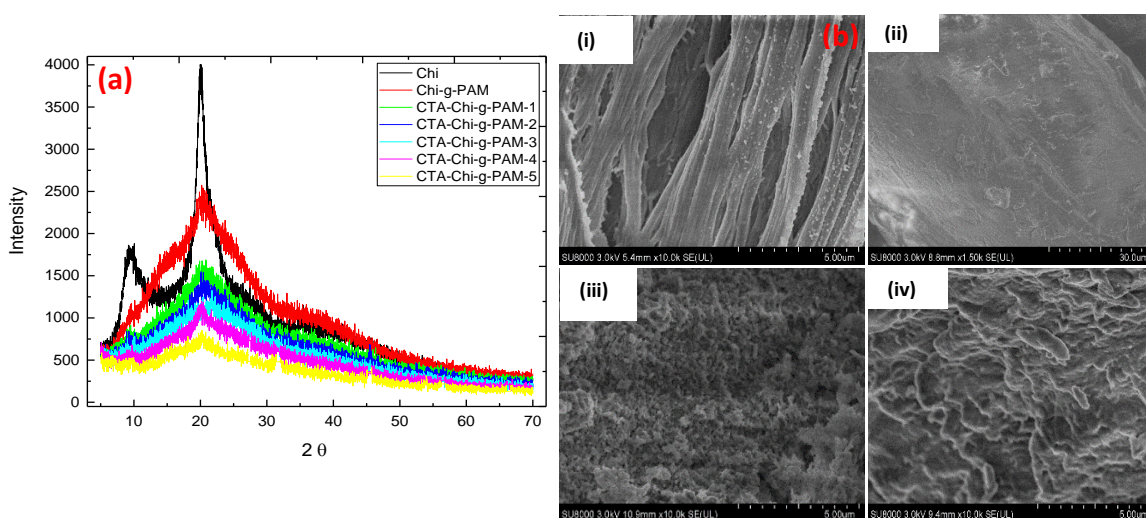 (a)
Chi
Chi-g-PAM
CTA-Chi-g-PAM-1
CTA-Chi-g-PAM-2
CTA-Chi-g-PAM-3
CTA-Chi-g-PAM-4
CTA-Chi-g-PAM-5
4000
3500
3000
2500
2000
1500
1000
500
0
Intensity
10 20 30 40 50 60 70
2 θ
(b)
(i)
SU8000 3.0kV 5.4mm x10.0k SE(UL) 5.00um
(ii)
SU8000 3.0kV 8.8mm x1.50k SE(UL) 30.0um
(iii)
SU8000 3.0kV 10.9mm x10.0k SE(UL) 5.00um
(iv)
SU8000 3.0kV 9.4mm x10.0k SE(UL) 5.00um